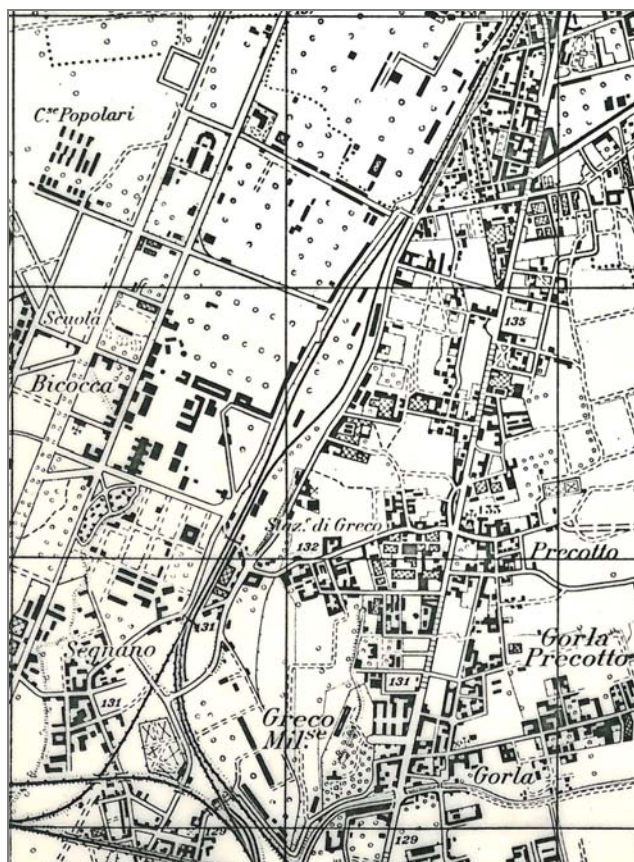 137
C.se Popolari
Scuola
135
Bicocca
133
Staz. di Greco
132
Precotto
131
Segnano
Gorla
Precotto
131
131
Greco
Mil.se
Gorla
129
129